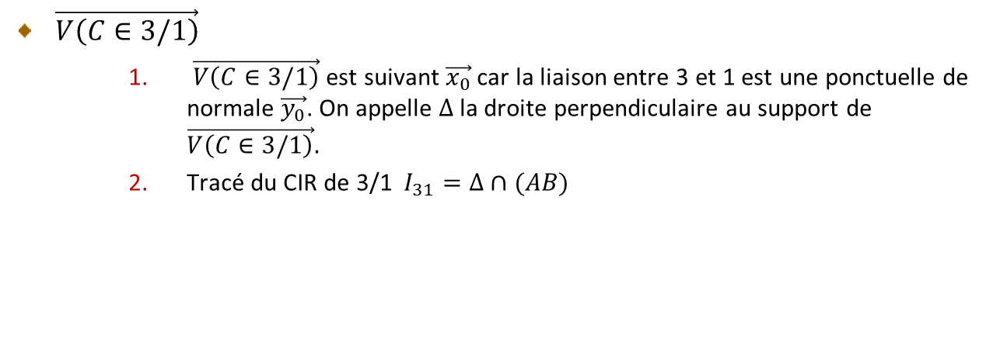 ◆ $\overrightarrow{V(C \in 3/1)}$
1. $\overrightarrow{V(C \in 3/1)}$ est suivant $\overrightarrow{x_0}$ car la liaison entre 3 et 1 est une ponctuelle de
normale $\overrightarrow{y_0}$. On appelle Δ la droite perpendiculaire au support de
$\overrightarrow{V(C \in 3/1)}$.
2. Tracé du CIR de 3/1 $I_{31} = \Delta \cap (AB)$